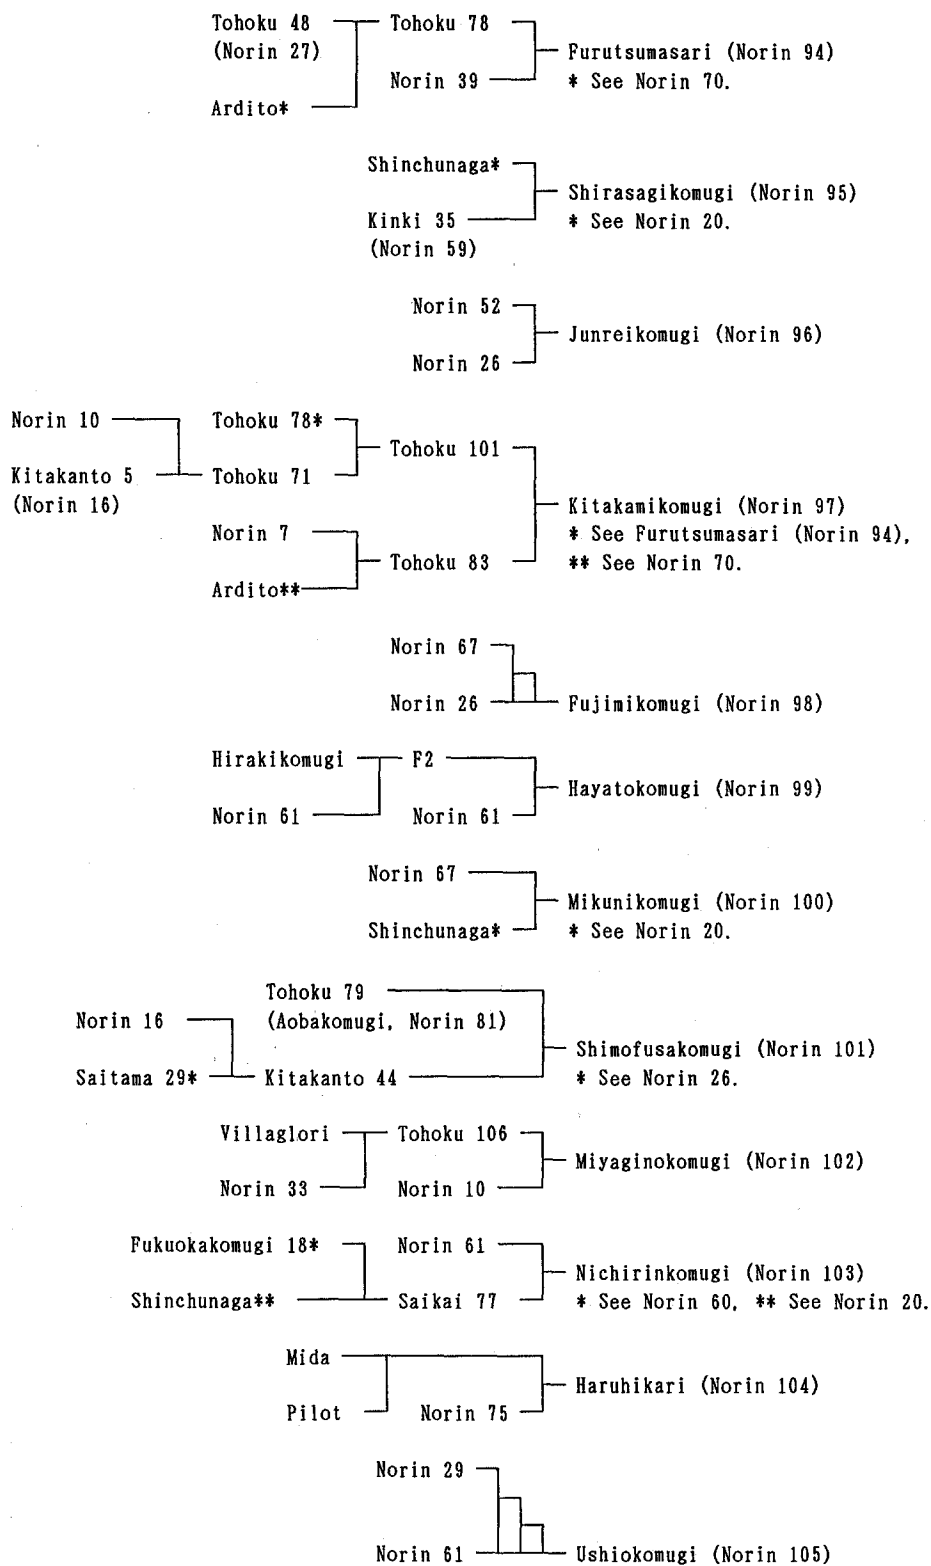 Tohoku 48 Tohoku 78
(Norin 27) Furutsumasari (Norin 94)
Norin 39 * See Norin 70.
Ardito*
Shinchunaga*
Shirasagikomugi (Norin 95)
Kinki 35 * See Norin 20.
(Norin 59)
Norin 52
Junreikomugi (Norin 96)
Norin 26
Norin 10 Tohoku 78*
Tohoku 101
Kitakanto 5 Tohoku 71
(Norin 16) Kitakamikomugi (Norin 97)
Norin 7 * See Furutsumasari (Norin 94),
Tohoku 83 ** See Norin 70.
Ardito**
Norin 67
Norin 26 Fujimikomugi (Norin 98)
Hirakikomugi F2
Hayatokomugi (Norin 99)
Norin 61 Norin 61
Norin 67
Mikunikomugi (Norin 100)
Shinchunaga* * See Norin 20.
Tohoku 79
Norin 16 (Aobakomugi, Norin 81)
Shimofusakomugi (Norin 101)
Saitama 29* Kitakanto 44 * See Norin 26.
Villaglori Tohoku 106
Miyaginokomugi (Norin 102)
Norin 33 Norin 10
Fukuokakomugi 18* Norin 61
Nichirinkomugi (Norin 103)
Shinchunaga** Saikai 77 * See Norin 60, ** See Norin 20.
Mida
Haruhikari (Norin 104)
Pilot Norin 75
Norin 29
Norin 61 Ushiokomugi (Norin 105)